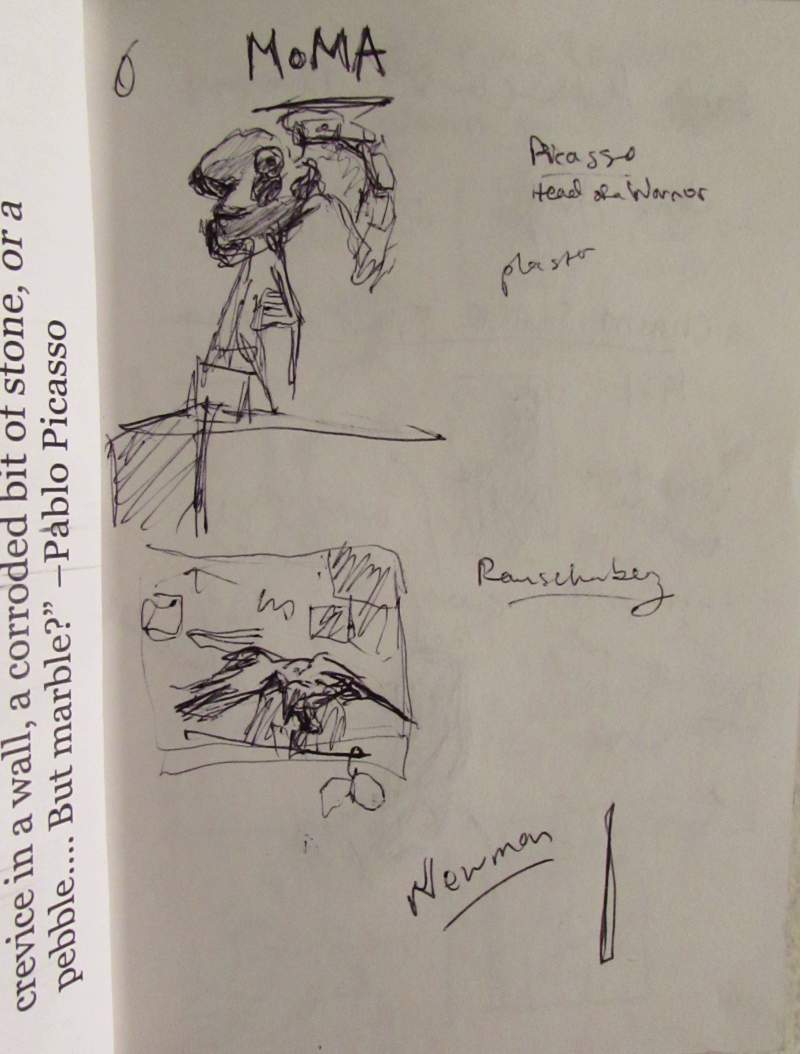 crevice in a wall, a corroded bit of stone, or a
pebble.... But marble?” –Pablo Picasso
6
MoMA
Picasso
Head of a Warrior
plaster
Rauschenberg
Newman